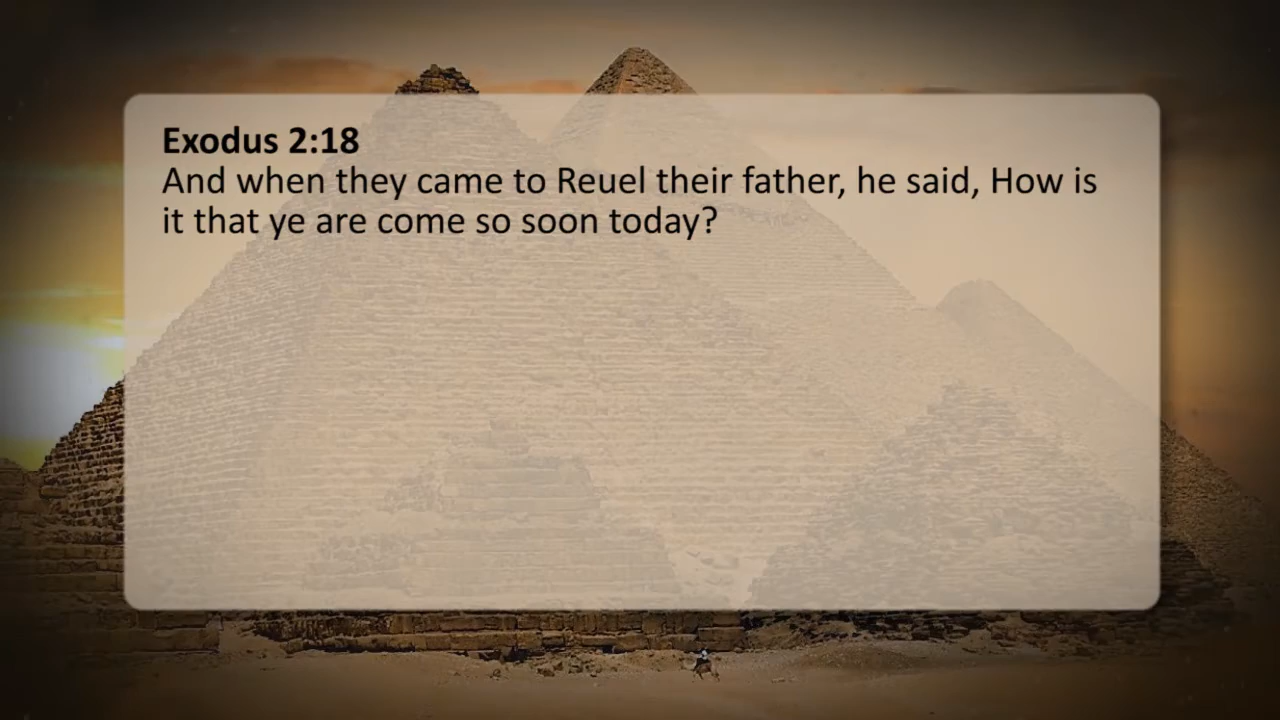 Exodus 2:18
And when they came to Reuel their father, he said, How is
it that ye are come so soon today?